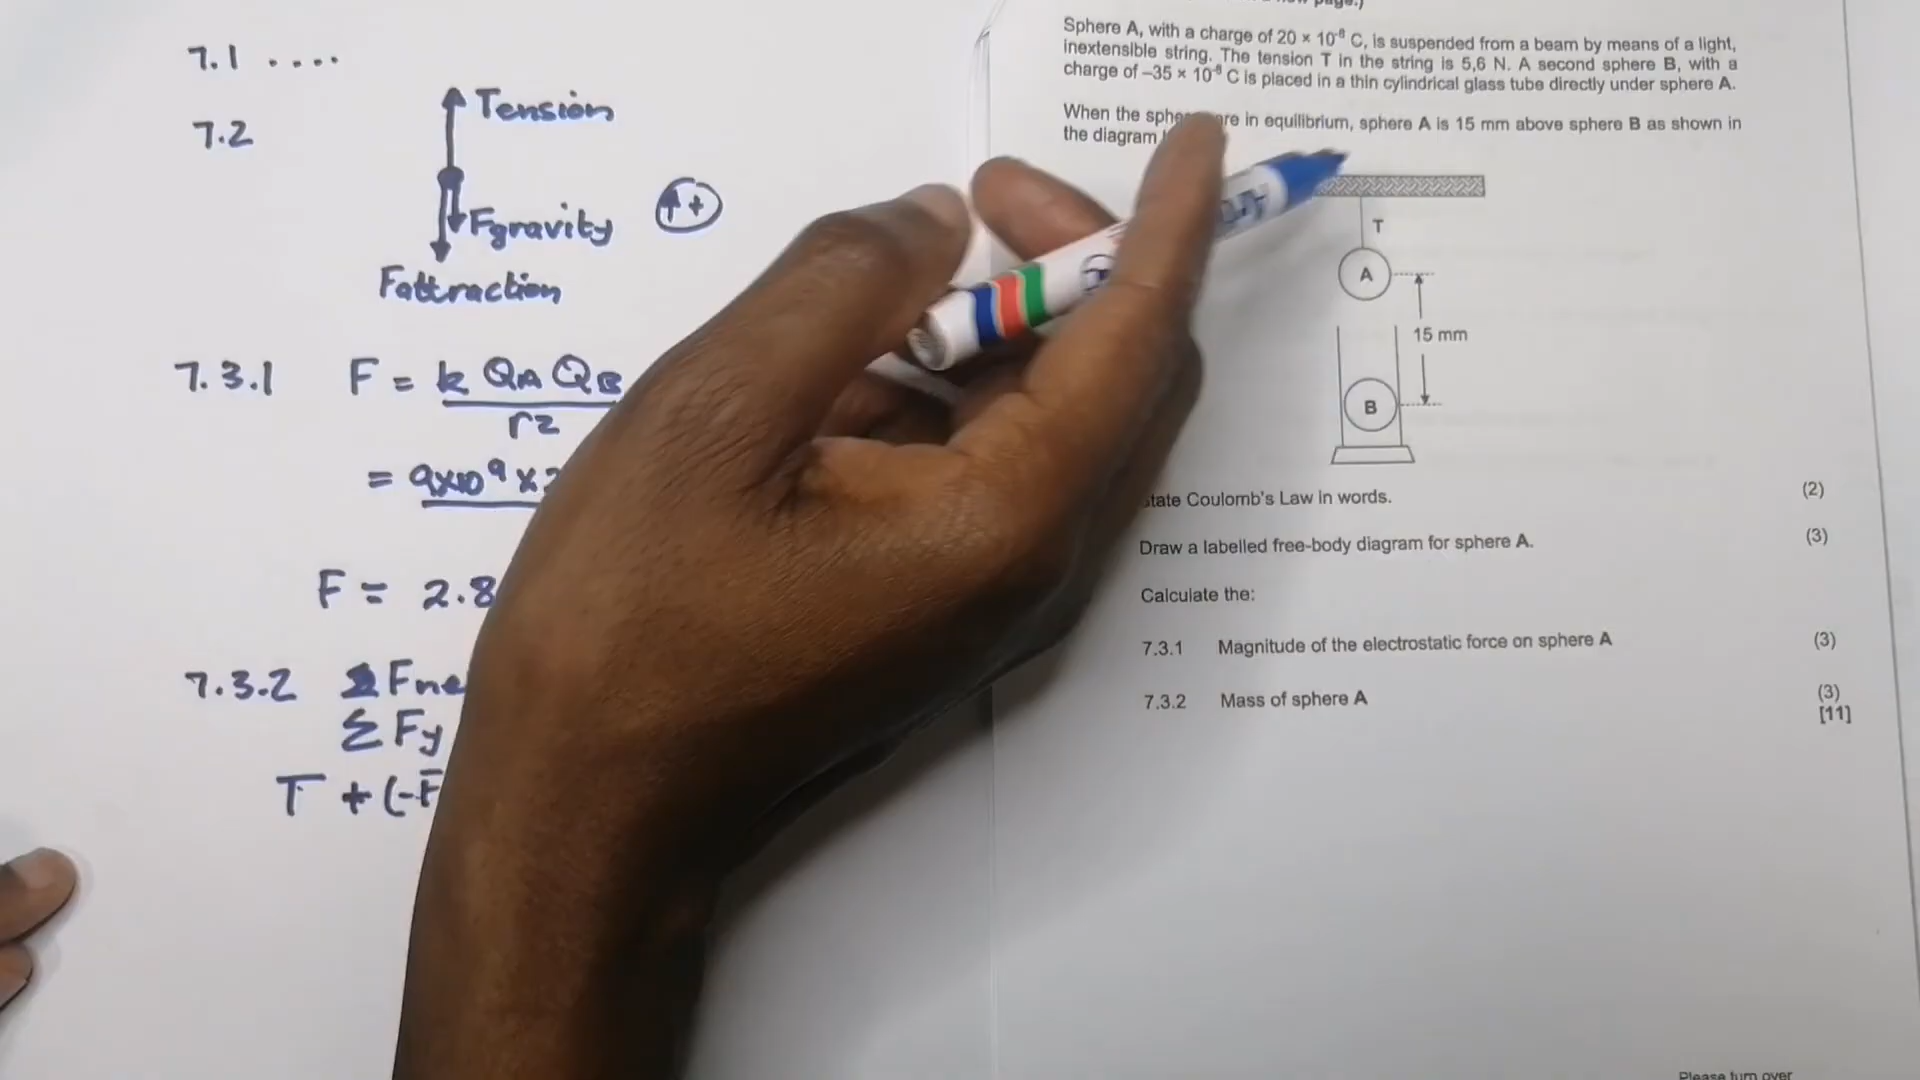 7.1 ....
7.2
Tension
Fgravity
+
Fattraction
7.3.1 F = k QA QB
r2
= 9x10⁹ x
F = 2.8
7.3.2
Σ Fy
T + (-F
Sphere A, with a charge of 20 × 10⁻⁸ C, is suspended from a beam by means of a light,
inextensible string. The tension T in the string is 5,6 N. A second sphere B, with a
charge of –35 × 10⁻⁸ C is placed in a thin cylindrical glass tube directly under sphere A.
When the in equilibrium, sphere A is 15 mm above sphere B as shown in
the diagram
T
A
15 mm
B
State Coulomb's Law in words. (2)
Draw a labelled free-body diagram for sphere A. (3)
Calculate the:
7.3.1 Magnitude of the electrostatic force on sphere A (3)
7.3.2 Mass of sphere A (3)
[11]
Please turn over